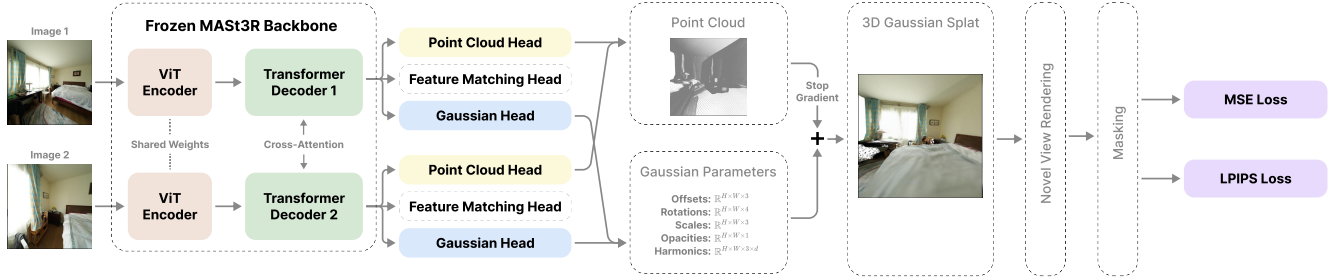 Image 1
Image 2
Frozen MASt3R Backbone
ViT
Encoder
Transformer
Decoder 1
Shared Weights
Cross-Attention
ViT
Encoder
Transformer
Decoder 2
Point Cloud Head
Feature Matching Head
Gaussian Head
Point Cloud Head
Feature Matching Head
Gaussian Head
Point Cloud
Gaussian Parameters
Offsets: ℝ^{H×W×3}
Rotations: ℝ^{H×W×4}
Scales: ℝ^{H×W×3}
Opacities: ℝ^{H×W×1}
Harmonics: ℝ^{H×W×3×d}
Stop
Gradient
+
3D Gaussian Splat
Novel View Rendering
Masking
MSE Loss
LPIPS Loss